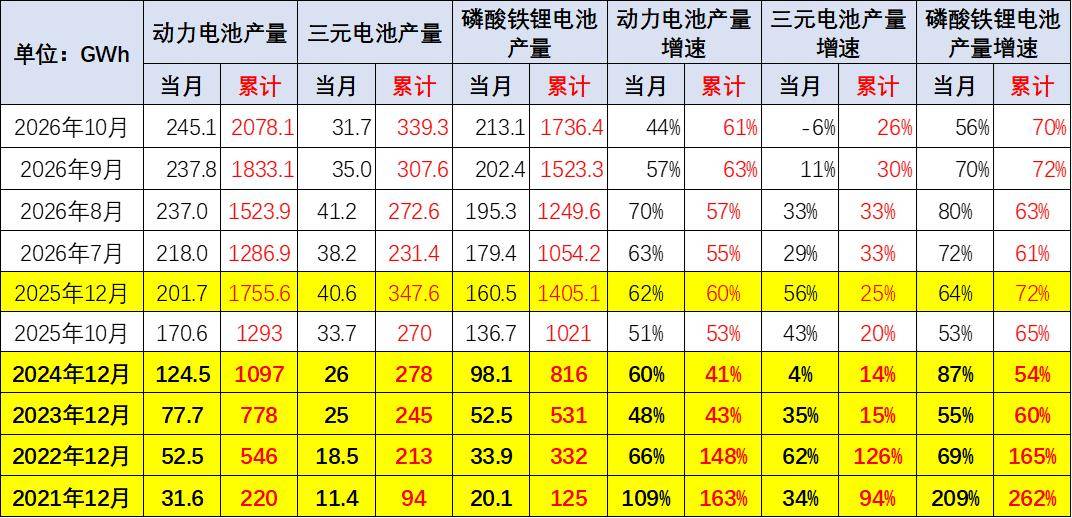 单位：GWh 动力电池产量 三元电池产量 磷酸铁锂电池产量 动力电池产量增速 三元电池产量增速 磷酸铁锂电池产量增速
当月 累计 当月 累计 当月 累计 当月 累计 当月 累计 当月 累计
2026年10月 245.1 2078.1 31.7 339.3 213.1 1736.4 44% 61% -6% 26% 56% 70%
2026年9月 237.8 1833.1 35.0 307.6 202.4 1523.3 57% 63% 11% 30% 70% 72%
2026年8月 237.0 1523.9 41.2 272.6 195.3 1249.6 70% 57% 33% 33% 80% 63%
2026年7月 218.0 1286.9 38.2 231.4 179.4 1054.2 63% 55% 29% 33% 72% 61%
2025年12月 201.7 1755.6 40.6 347.6 160.5 1405.1 62% 60% 56% 25% 64% 72%
2025年10月 170.6 1293 33.7 270 136.7 1021 51% 53% 43% 20% 53% 65%
2024年12月 124.5 1097 26 278 98.1 816 60% 41% 4% 14% 87% 54%
2023年12月 77.7 778 25 245 52.5 531 48% 43% 35% 15% 55% 60%
2022年12月 52.5 546 18.5 213 33.9 332 66% 148% 62% 126% 69% 165%
2021年12月 31.6 220 11.4 94 20.1 125 109% 163% 34% 94% 209% 262%